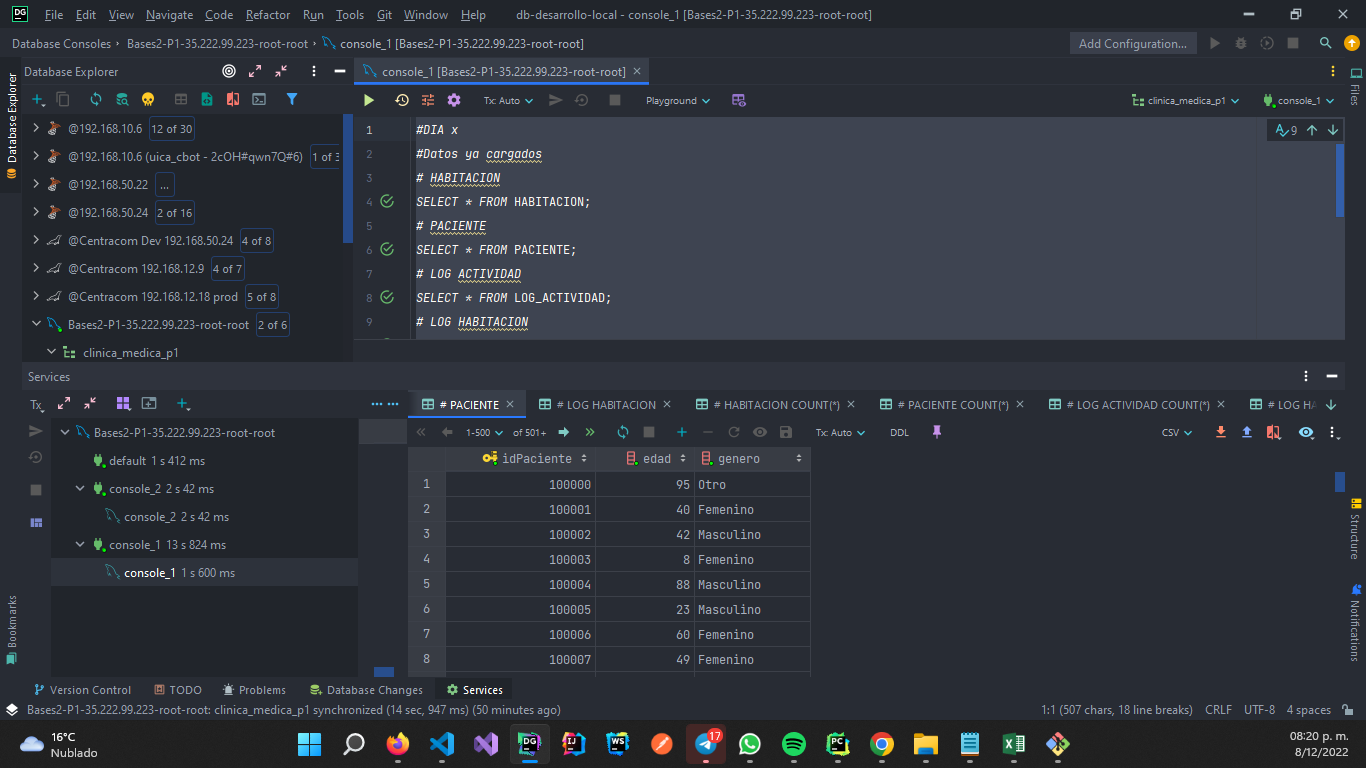 DG File Edit View Navigate Code Refactor Run Tools Git Window Help db-desarrollo-local - console_1 [Bases2-P1-35.222.99.223-root-root]
Database Consoles Bases2-P1-35.222.99.223-root-root console_1 [Bases2-P1-35.222.99.223-root-root] Add Configuration...
Database Explorer
console_1 [Bases2-P1-35.222.99.223-root-root]
Tx: Auto Playground clinica_medica_p1 console_1
Database Explorer
Files
@192.168.10.6 12 of 30
@192.168.10.6 (uica_cbot - 2cOH#qwn7Q#6) 1 of 3
@192.168.50.22 ...
@192.168.50.24 2 of 16
@Centracom Dev 192.168.50.24 4 of 8
@Centracom 192.168.12.9 4 of 7
@Centracom 192.168.12.18 prod 5 of 8
Bases2-P1-35.222.99.223-root-root 2 of 6
clinica_medica_p1
9
1 #DIA x
2 #Datos ya cargados
3 # HABITACION
4 SELECT * FROM HABITACION;
5 # PACIENTE
6 SELECT * FROM PACIENTE;
7 # LOG ACTIVIDAD
8 SELECT * FROM LOG_ACTIVIDAD;
9 # LOG HABITACION
Services
Tx
Bases2-P1-35.222.99.223-root-root
default 1 s 412 ms
console_2 2 s 42 ms
console_2 2 s 42 ms
console_1 13 s 824 ms
console_1 1 s 600 ms
# PACIENTE # LOG HABITACION # HABITACION COUNT(*) # PACIENTE COUNT(*) # LOG ACTIVIDAD COUNT(*) # LOG HA
1-500 of 501+ Tx: Auto DDL CSV
idPaciente edad genero
1 100000 95 Otro
2 100001 40 Femenino
3 100002 42 Masculino
4 100003 8 Femenino
5 100004 88 Masculino
6 100005 23 Masculino
7 100006 60 Femenino
8 100007 49 Femenino
Structure
Notifications
Bookmarks
Version Control TODO Problems Database Changes Services
Bases2-P1-35.222.99.223-root-root: clinica_medica_p1 synchronized (14 sec, 947 ms) (50 minutes ago) 1:1 (507 chars, 18 line breaks) CRLF UTF-8 4 spaces
16°C
Nublado
DG
IJ
WS
17
PC
08:20 p. m.
8/12/2022